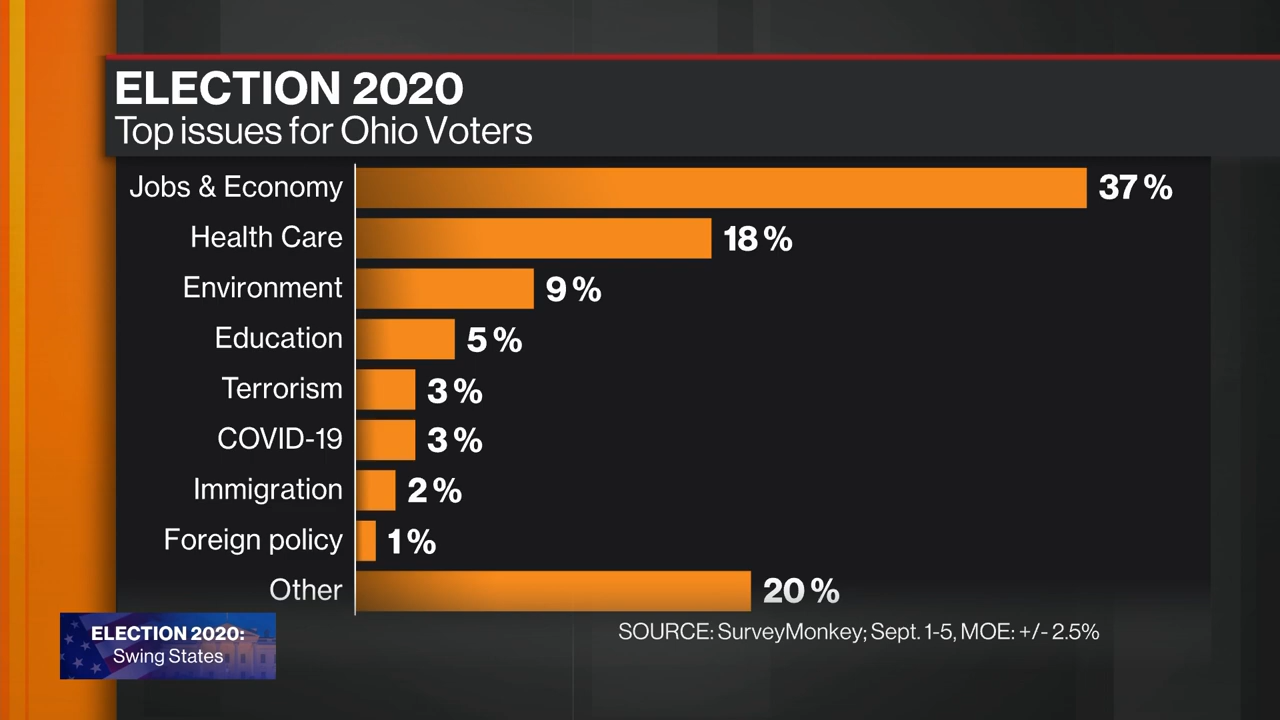 ELECTION 2020
Top issues for Ohio Voters
Jobs & Economy 37%
Health Care 18%
Environment 9%
Education 5%
Terrorism 3%
COVID-19 3%
Immigration 2%
Foreign policy 1%
Other 20%
SOURCE: SurveyMonkey; Sept. 1-5, MOE: +/- 2.5%
ELECTION 2020:
Swing States